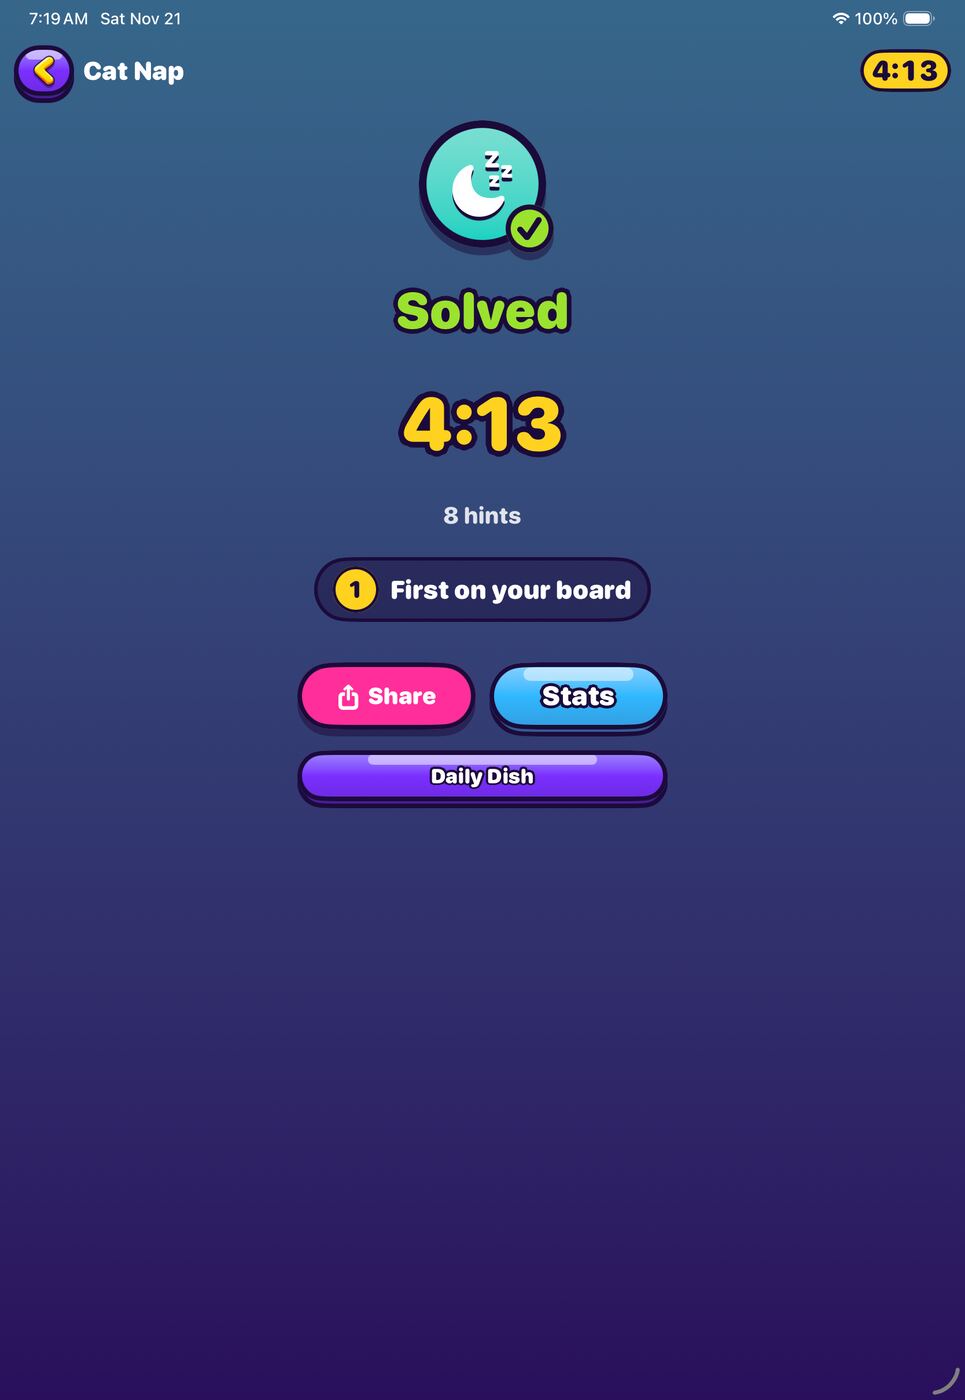 7:19 AM Sat Nov 21
100%
Cat Nap
4:13
z
z
z
Solved
4:13
8 hints
1 First on your board
Share
Stats
Daily Dish